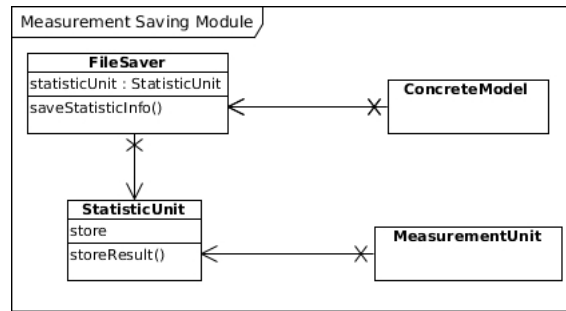 Measurement Saving Module
FileSaver
statisticUnit : StatisticUnit
saveStatisticInfo()
ConcreteModel
StatisticUnit
store
storeResult()
MeasurementUnit